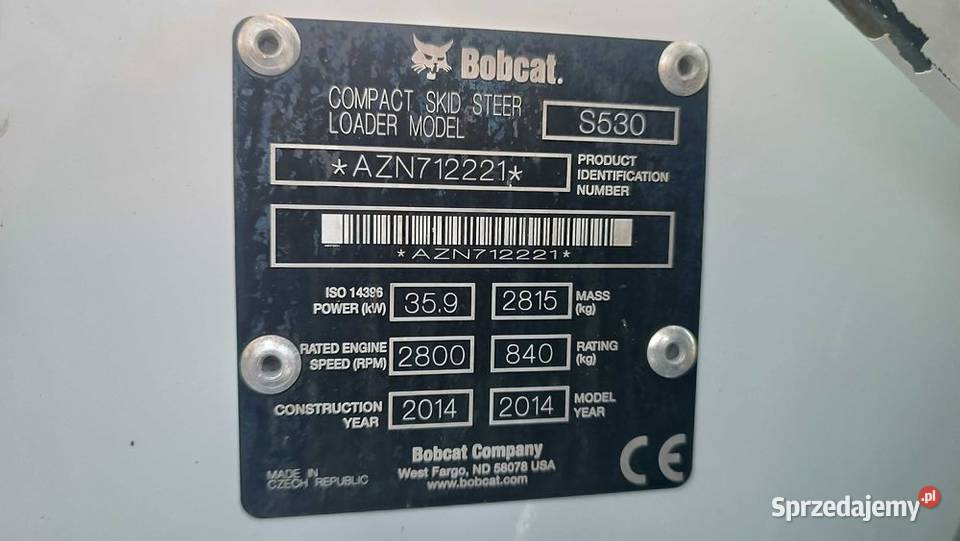 Bobcat.
COMPACT SKID STEER
LOADER MODEL
S530
*AZN712221*
PRODUCT
IDENTIFICATION
NUMBER
*AZN712221*
ISO 14396
POWER (kW)
35.9
2815
MASS
(kg)
RATED ENGINE
SPEED (RPM)
2800
840
RATING
(kg)
CONSTRUCTION
YEAR
2014
2014
MODEL
YEAR
Bobcat Company
West Fargo, ND 58078 USA
www.bobcat.com
MADE IN
CZECH REPUBLIC
CE
Sprzedajemy.pl